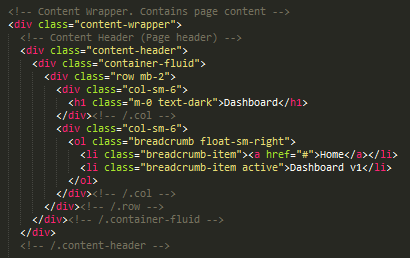 <!-- Content Wrapper. Contains page content -->
<div class="content-wrapper">
<!-- Content Header (Page header) -->
<div class="content-header">
<div class="container-fluid">
<div class="row mb-2">
<div class="col-sm-6">
<h1 class="m-0 text-dark">Dashboard</h1>
</div><!-- /.col -->
<div class="col-sm-6">
<ol class="breadcrumb float-sm-right">
<li class="breadcrumb-item"><a href="#">Home</a></li>
<li class="breadcrumb-item active">Dashboard v1</li>
</ol>
</div><!-- /.col -->
</div><!-- /.row -->
</div><!-- /.container-fluid -->
</div>
<!-- /.content-header -->